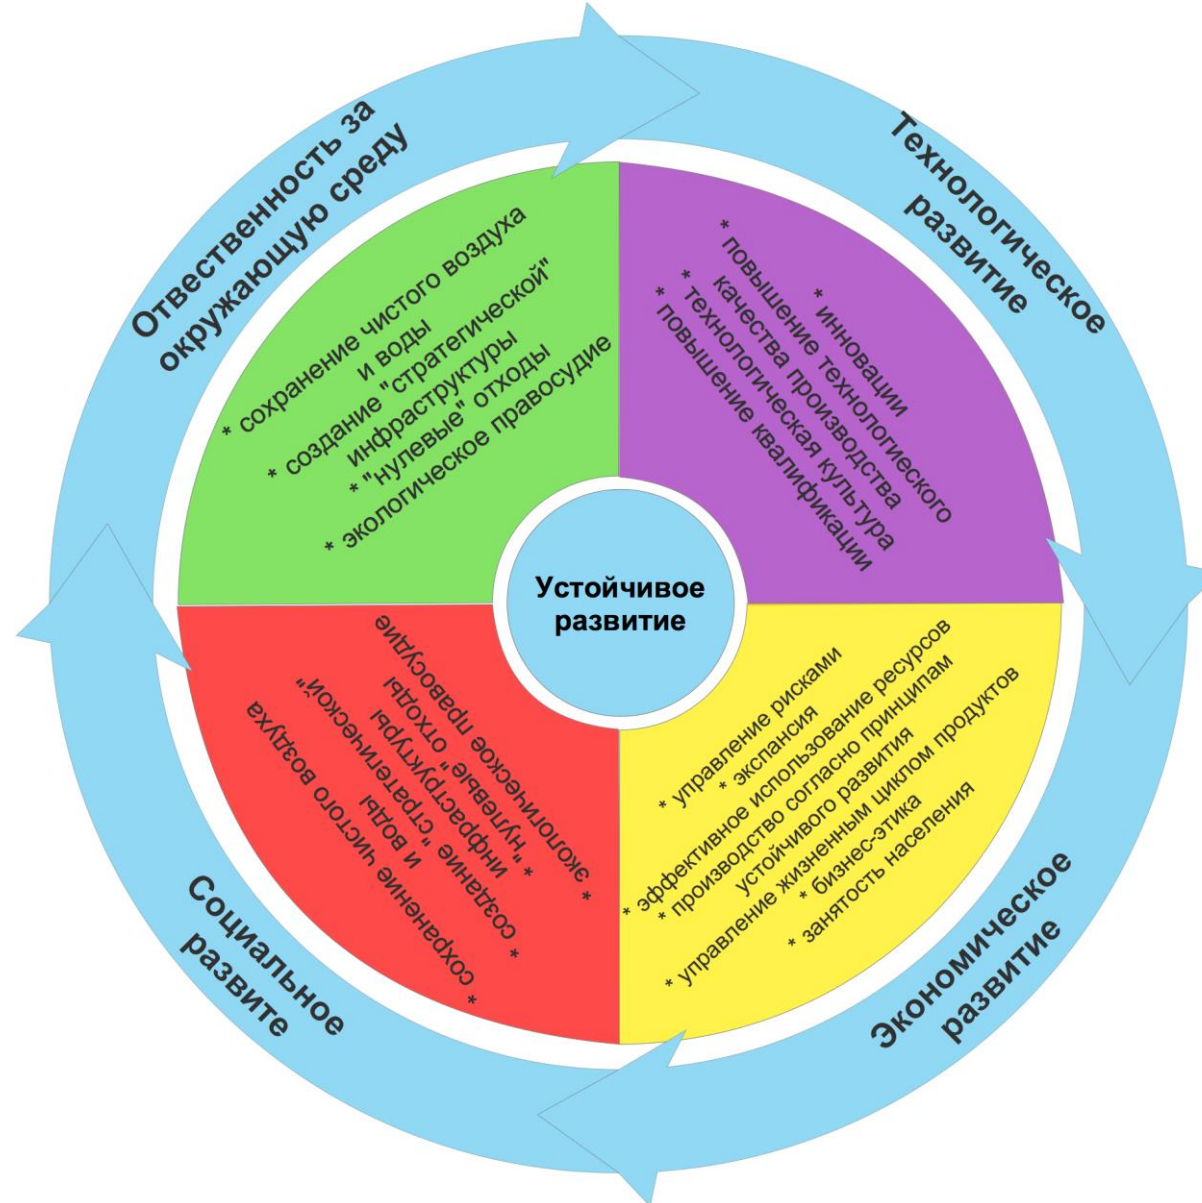 Ответственность за
окружающую среду
Технологическое
развитие
Экономическое
развитие
Социальное
развите
* сохранение чистого воздуха
и воды
* создание "стратегической"
инфраструктуры
* "нулевые" отходы
* экологическое правосудие
* инновации
* повышение технологиеского
качества производства
* технологическая культура
* повышение квалификации
Устойчивое
развитие
* управление рисками
* экспансия
* эффективное использование ресурсов
* производство согласно принципам
устойчивого развития
* управление жизненным циклом продуктов
* бизнес-этика
* занятость населения
* сохранение чистого воздуха
и воды
* создание "стратегической"
инфраструктуры
* "нулевые" отходы
* экологическое правосудие